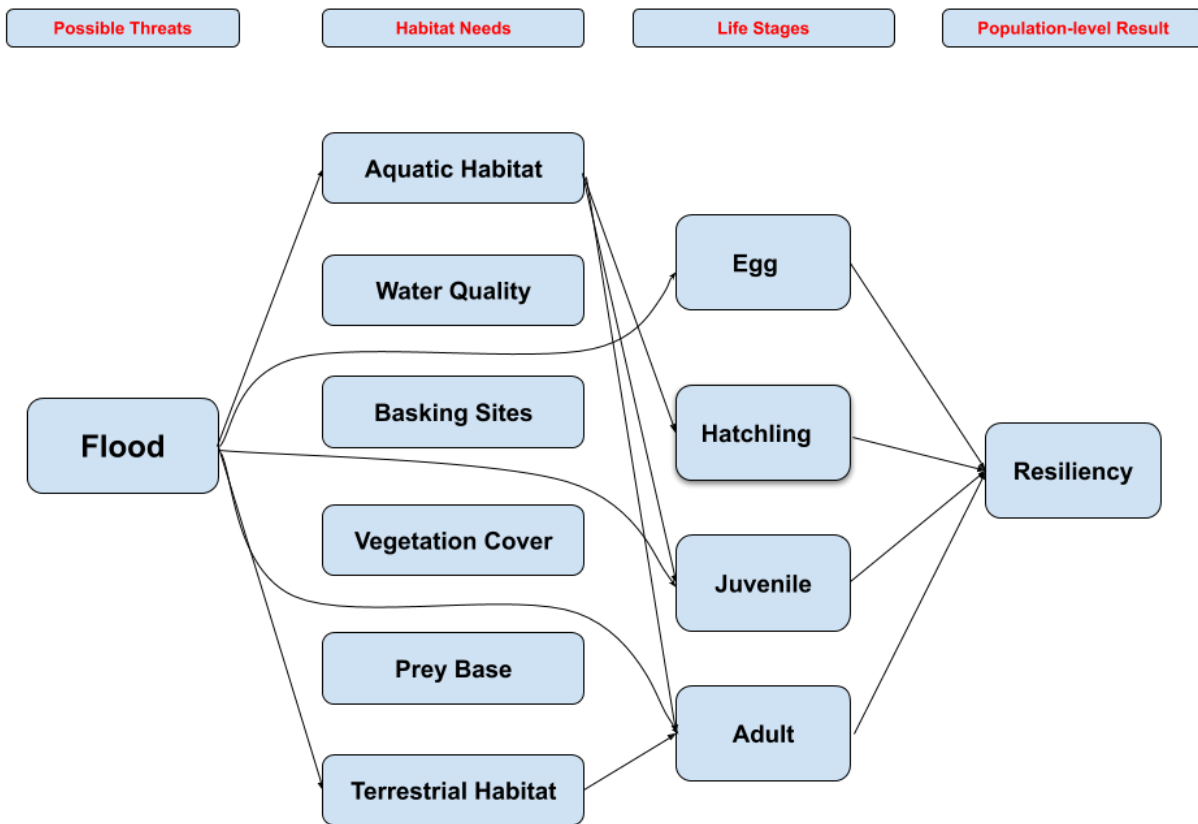 Possible Threats
Habitat Needs
Life Stages
Population-level Result
Aquatic Habitat
Water Quality
Basking Sites
Vegetation Cover
Prey Base
Terrestrial Habitat
Flood
Egg
Hatchling
Juvenile
Adult
Resiliency